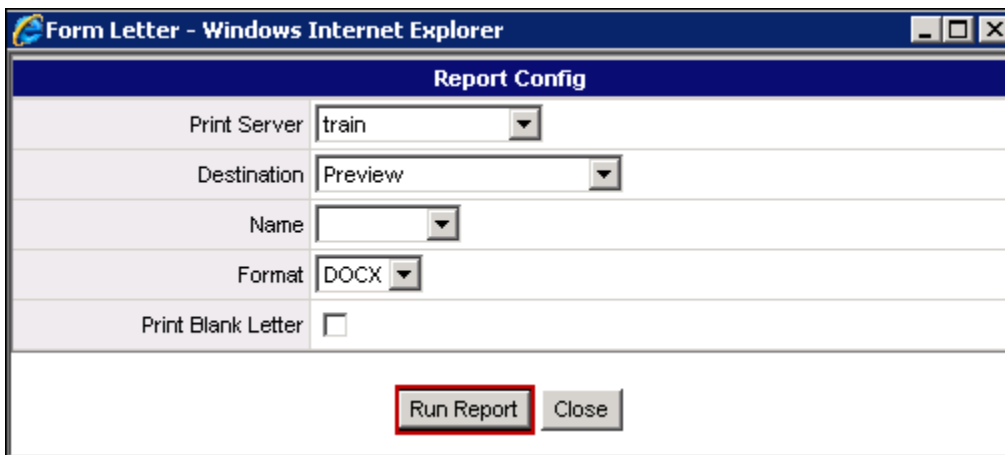 Form Letter - Windows Internet Explorer
Report Config
Print Server train
Destination Preview
Name
Format DOCX
Print Blank Letter
Run Report Close